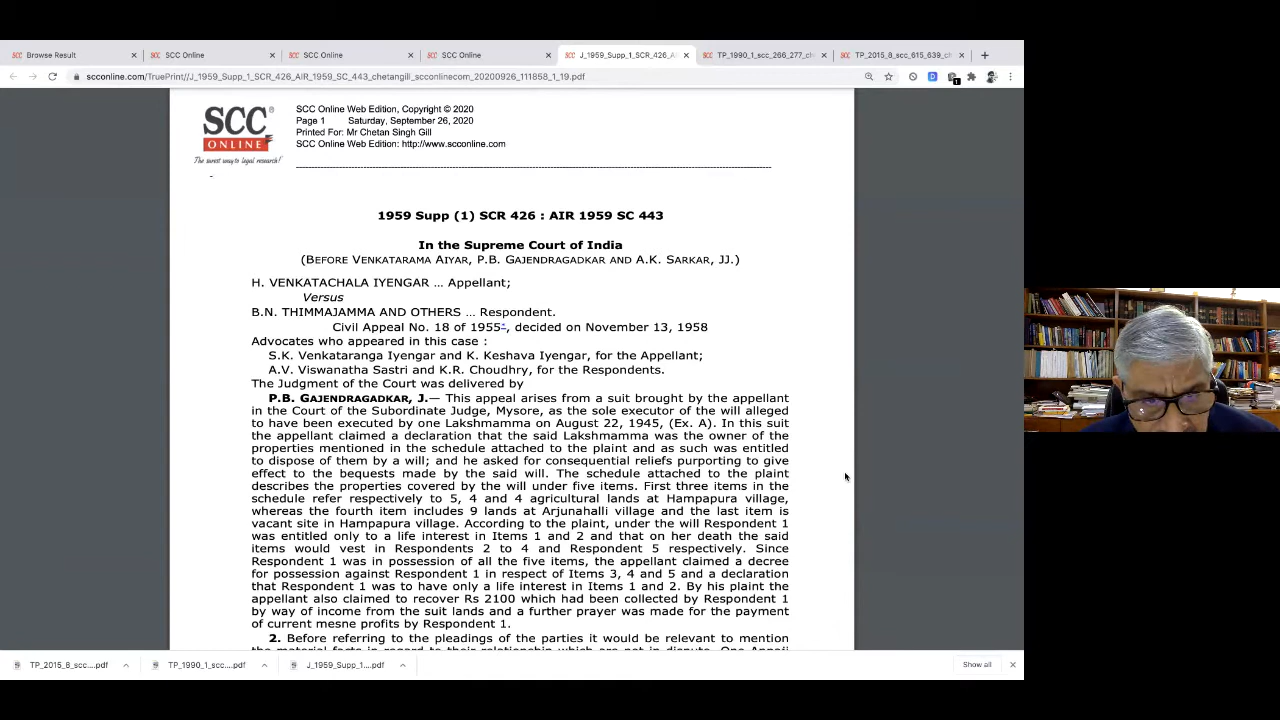 Browse Result
SCC Online
SCC Online
SCC Online
J_1959_Supp_1_SCR_426_A
TP_1990_1_scc_266_277_ch
TP_2015_8_scc_615_639_ch
scconline.com/TruePrint//J_1959_Supp_1_SCR_426_AIR_1959_SC_443_chetangill_scconlinecom_20200926_111858_1_19.pdf
SCC
ONLINE
The surest way to legal research!
SCC Online Web Edition, Copyright © 2020
Page 1 Saturday, September 26, 2020
Printed For: Mr Chetan Singh Gill
SCC Online Web Edition: http://www.scconline.com
1959 Supp (1) SCR 426 : AIR 1959 SC 443
In the Supreme Court of India
(BEFORE VENKATARAMA AIYAR, P.B. GAJENDRAGADKAR AND A.K. SARKAR, JJ.)
H. VENKATACHALA IYENGAR ... Appellant;
Versus
B.N. THIMMAJAMMA AND OTHERS ... Respondent.
Civil Appeal No. 18 of 1955*, decided on November 13, 1958
Advocates who appeared in this case :
S.K. Venkataranga Iyengar and K. Keshava Iyengar, for the Appellant;
A.V. Viswanatha Sastri and K.R. Choudhry, for the Respondents.
The Judgment of the Court was delivered by
P.B. GAJENDRAGADKAR, J.— This appeal arises from a suit brought by the appellant
in the Court of the Subordinate Judge, Mysore, as the sole executor of the will alleged
to have been executed by one Lakshmamma on August 22, 1945, (Ex. A). In this suit
the appellant claimed a declaration that the said Lakshmamma was the owner of the
properties mentioned in the schedule attached to the plaint and as such was entitled
to dispose of them by a will; and he asked for consequential reliefs purporting to give
effect to the bequests made by the said will. The schedule attached to the plaint
describes the properties covered by the will under five items. First three items in the
schedule refer respectively to 5, 4 and 4 agricultural lands at Hampapura village,
whereas the fourth item includes 9 lands at Arjunahalli village and the last item is
vacant site in Hampapura village. According to the plaint, under the will Respondent 1
was entitled only to a life interest in Items 1 and 2 and that on her death the said
items would vest in Respondents 2 to 4 and Respondent 5 respectively. Since
Respondent 1 was in possession of all the five items, the appellant claimed a decree
for possession against Respondent 1 in respect of Items 3, 4 and 5 and a declaration
that Respondent 1 was to have only a life interest in Items 1 and 2. By his plaint the
appellant also claimed to recover Rs 2100 which had been collected by Respondent 1
by way of income from the suit lands and a further prayer was made for the payment
of current mesne profits by Respondent 1.
2. Before referring to the pleadings of the parties it would be relevant to mention
the material facts in regard to their relationship which are not in dispute. One Appaji
TP_2015_8_scc....pdf
TP_1990_1_scc....pdf
J_1959_Supp_1....pdf
Show all